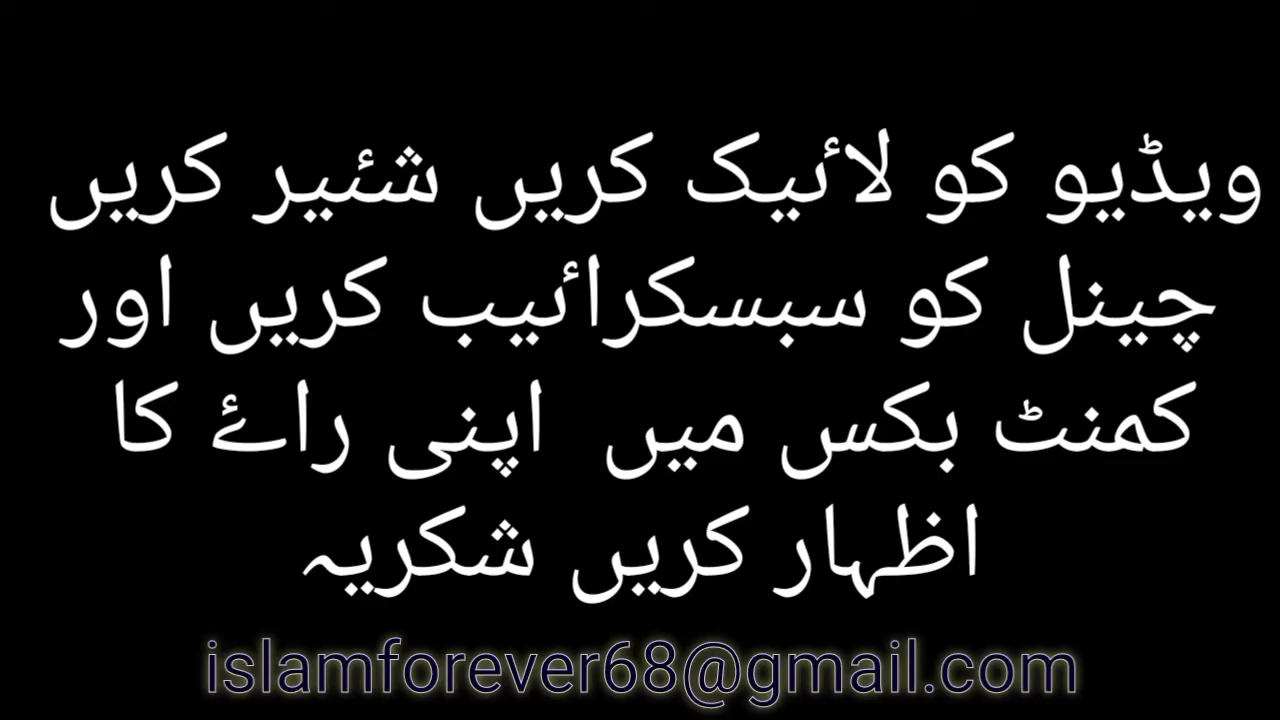 ویڈیو کو لائیک کریں شئیر کریں
چینل کو سبسکرائیب کریں اور
کمنٹ بکس میں اپنی راۓ کا
اظہار کریں شکریہ
islamforever68@gmail.com